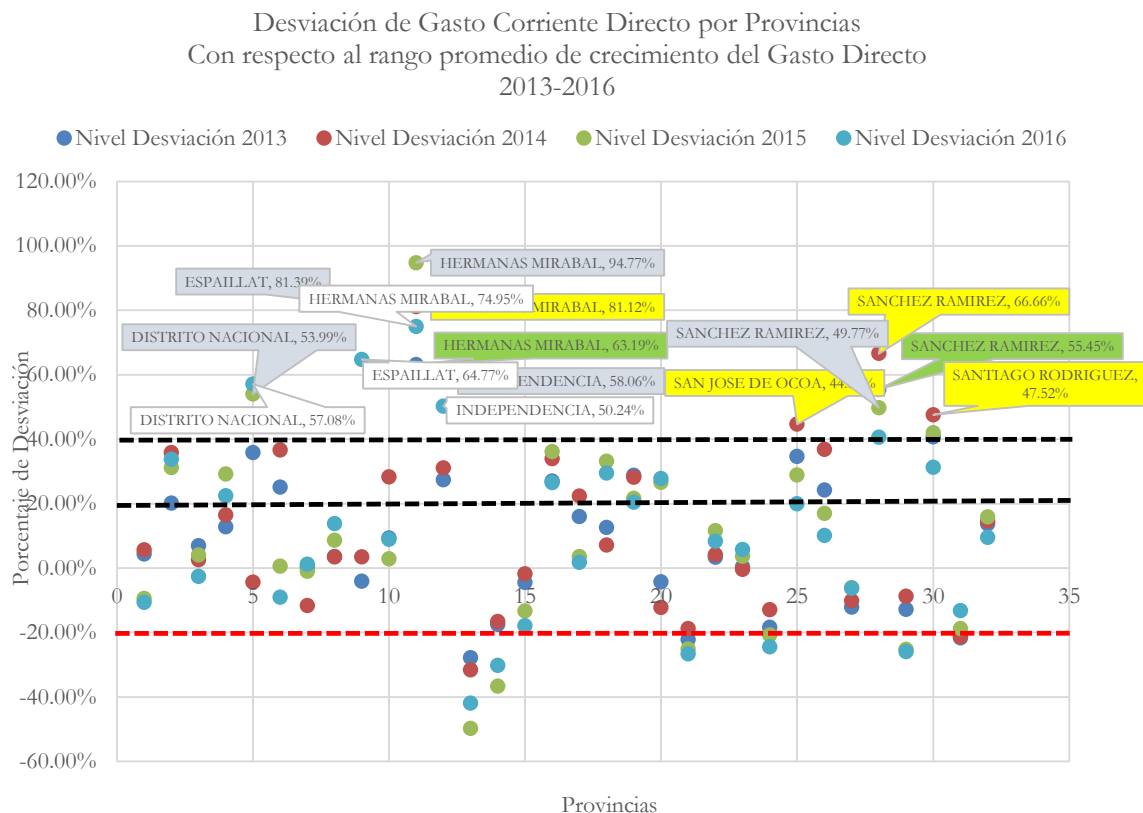 Desviación de Gasto Corriente Directo por Provincias
Con respecto al rango promedio de crecimiento del Gasto Directo
2013-2016
Nivel Desviación 2013
Nivel Desviación 2014
Nivel Desviación 2015
Nivel Desviación 2016
Porcentaje de Desviación
120.00%
100.00%
80.00%
60.00%
40.00%
20.00%
0.00%
-20.00%
-40.00%
-60.00%
HERMANAS MIRABAL, 94.77%
ESPAILLAT, 81.39%
HERMANAS MIRABAL, 74.95%
MIRABAL, 81.12%
SANCHEZ RAMIREZ, 66.66%
DISTRITO NACIONAL, 53.99%
SANCHEZ RAMIREZ, 49.77%
HERMANAS MIRABAL, 63.19%
SANCHEZ RAMIREZ, 55.45%
ESPAILLAT, 64.77%
58.06%
SAN JOSE DE OCOA,
SANTIAGO RODRIGUEZ,
47.52%
DISTRITO NACIONAL, 57.08%
INDEPENDENCIA, 50.24%
0
5
10
15
20
25
30
35
Provincias